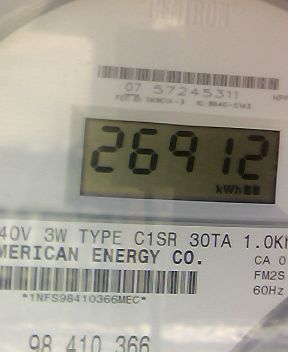 07 57245311
26912
kWh
40V 3W TYPE C1SR 30TA 1.0Kh
MERICAN ENERGY CO.
CA 0
FM2S
60Hz
*1NFS98410366MEC*
98 410 366